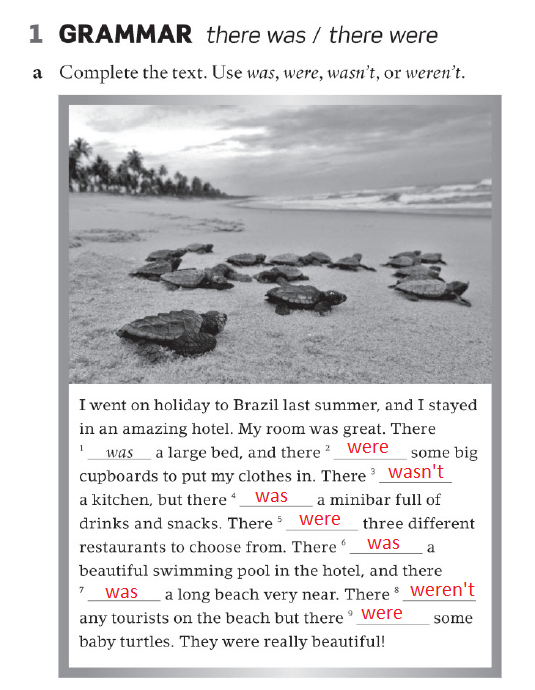 1 GRAMMAR there was / there were
a Complete the text. Use was, were, wasn't, or weren't.
I went on holiday to Brazil last summer, and I stayed
in an amazing hotel. My room was great. There
1 was a large bed, and there 2 were some big
cupboards to put my clothes in. There 3 wasn't
a kitchen, but there 4 was a minibar full of
drinks and snacks. There 5 were three different
restaurants to choose from. There 6 was a
beautiful swimming pool in the hotel, and there
7 was a long beach very near. There 8 weren't
any tourists on the beach but there 9 were some
baby turtles. They were really beautiful!